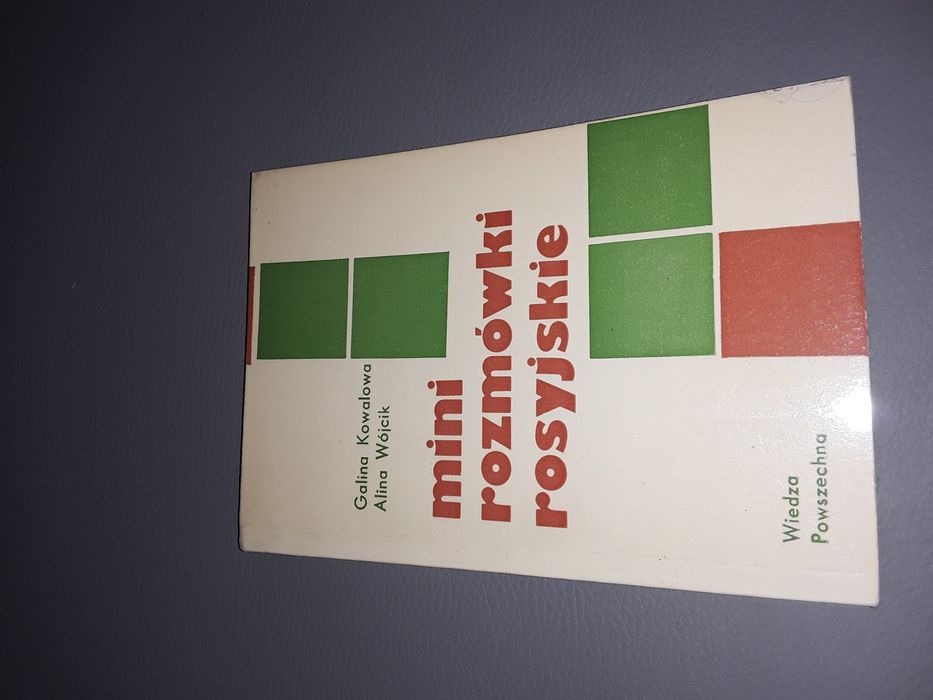 Galina Kowalowa
Alina Wójcik
mini
rozmówki
rosyjskie
Wiedza
Powszechna